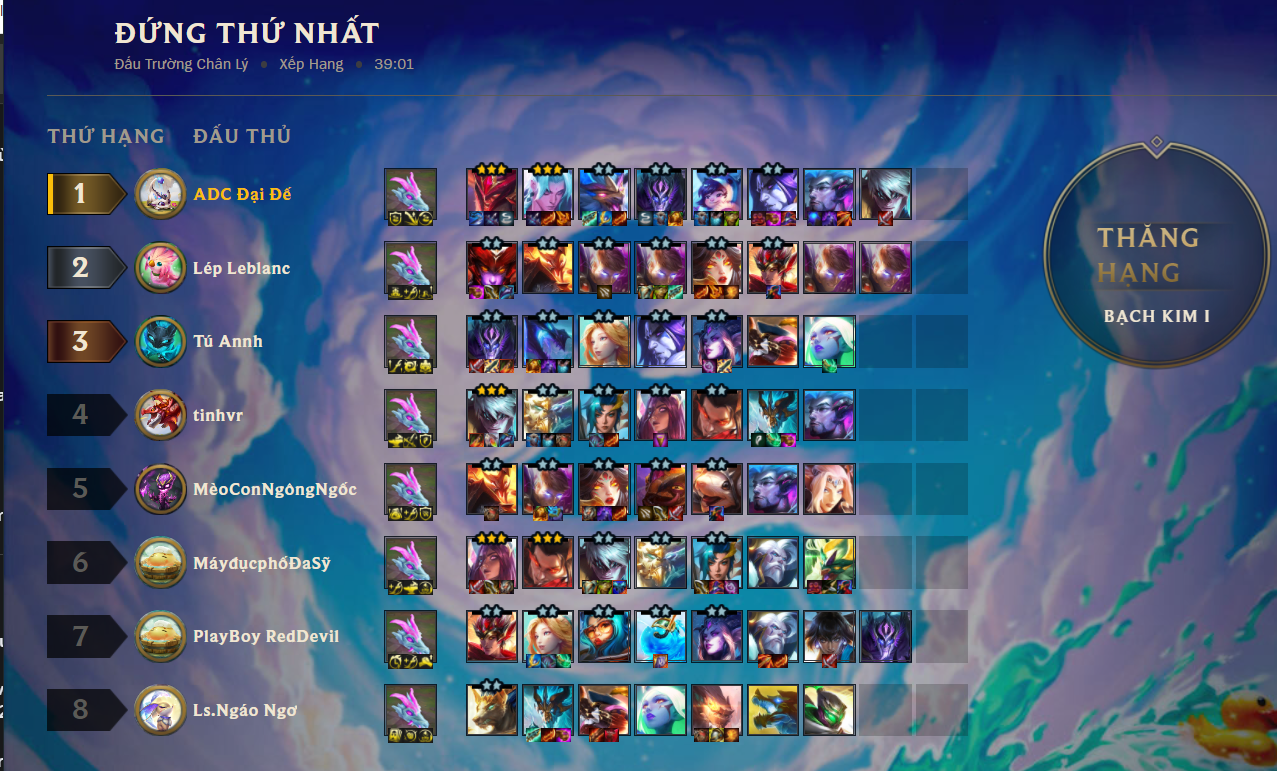 ĐỨNG THỨ NHẤT
Đấu Trường Chân Lý • Xếp Hạng • 39:01
THỨ HẠNG ĐẤU THỦ
1 ADC Đại Đế
2 Lép Leblanc
3 Tú Annh
4 tinhvr
5 MèoConNgôngNgốc
6 MáyđụcphốĐaSỹ
7 PlayBoy RedDevil
8 Ls.Ngáo Ngơ
THĂNG
HẠNG
BẠCH KIM I